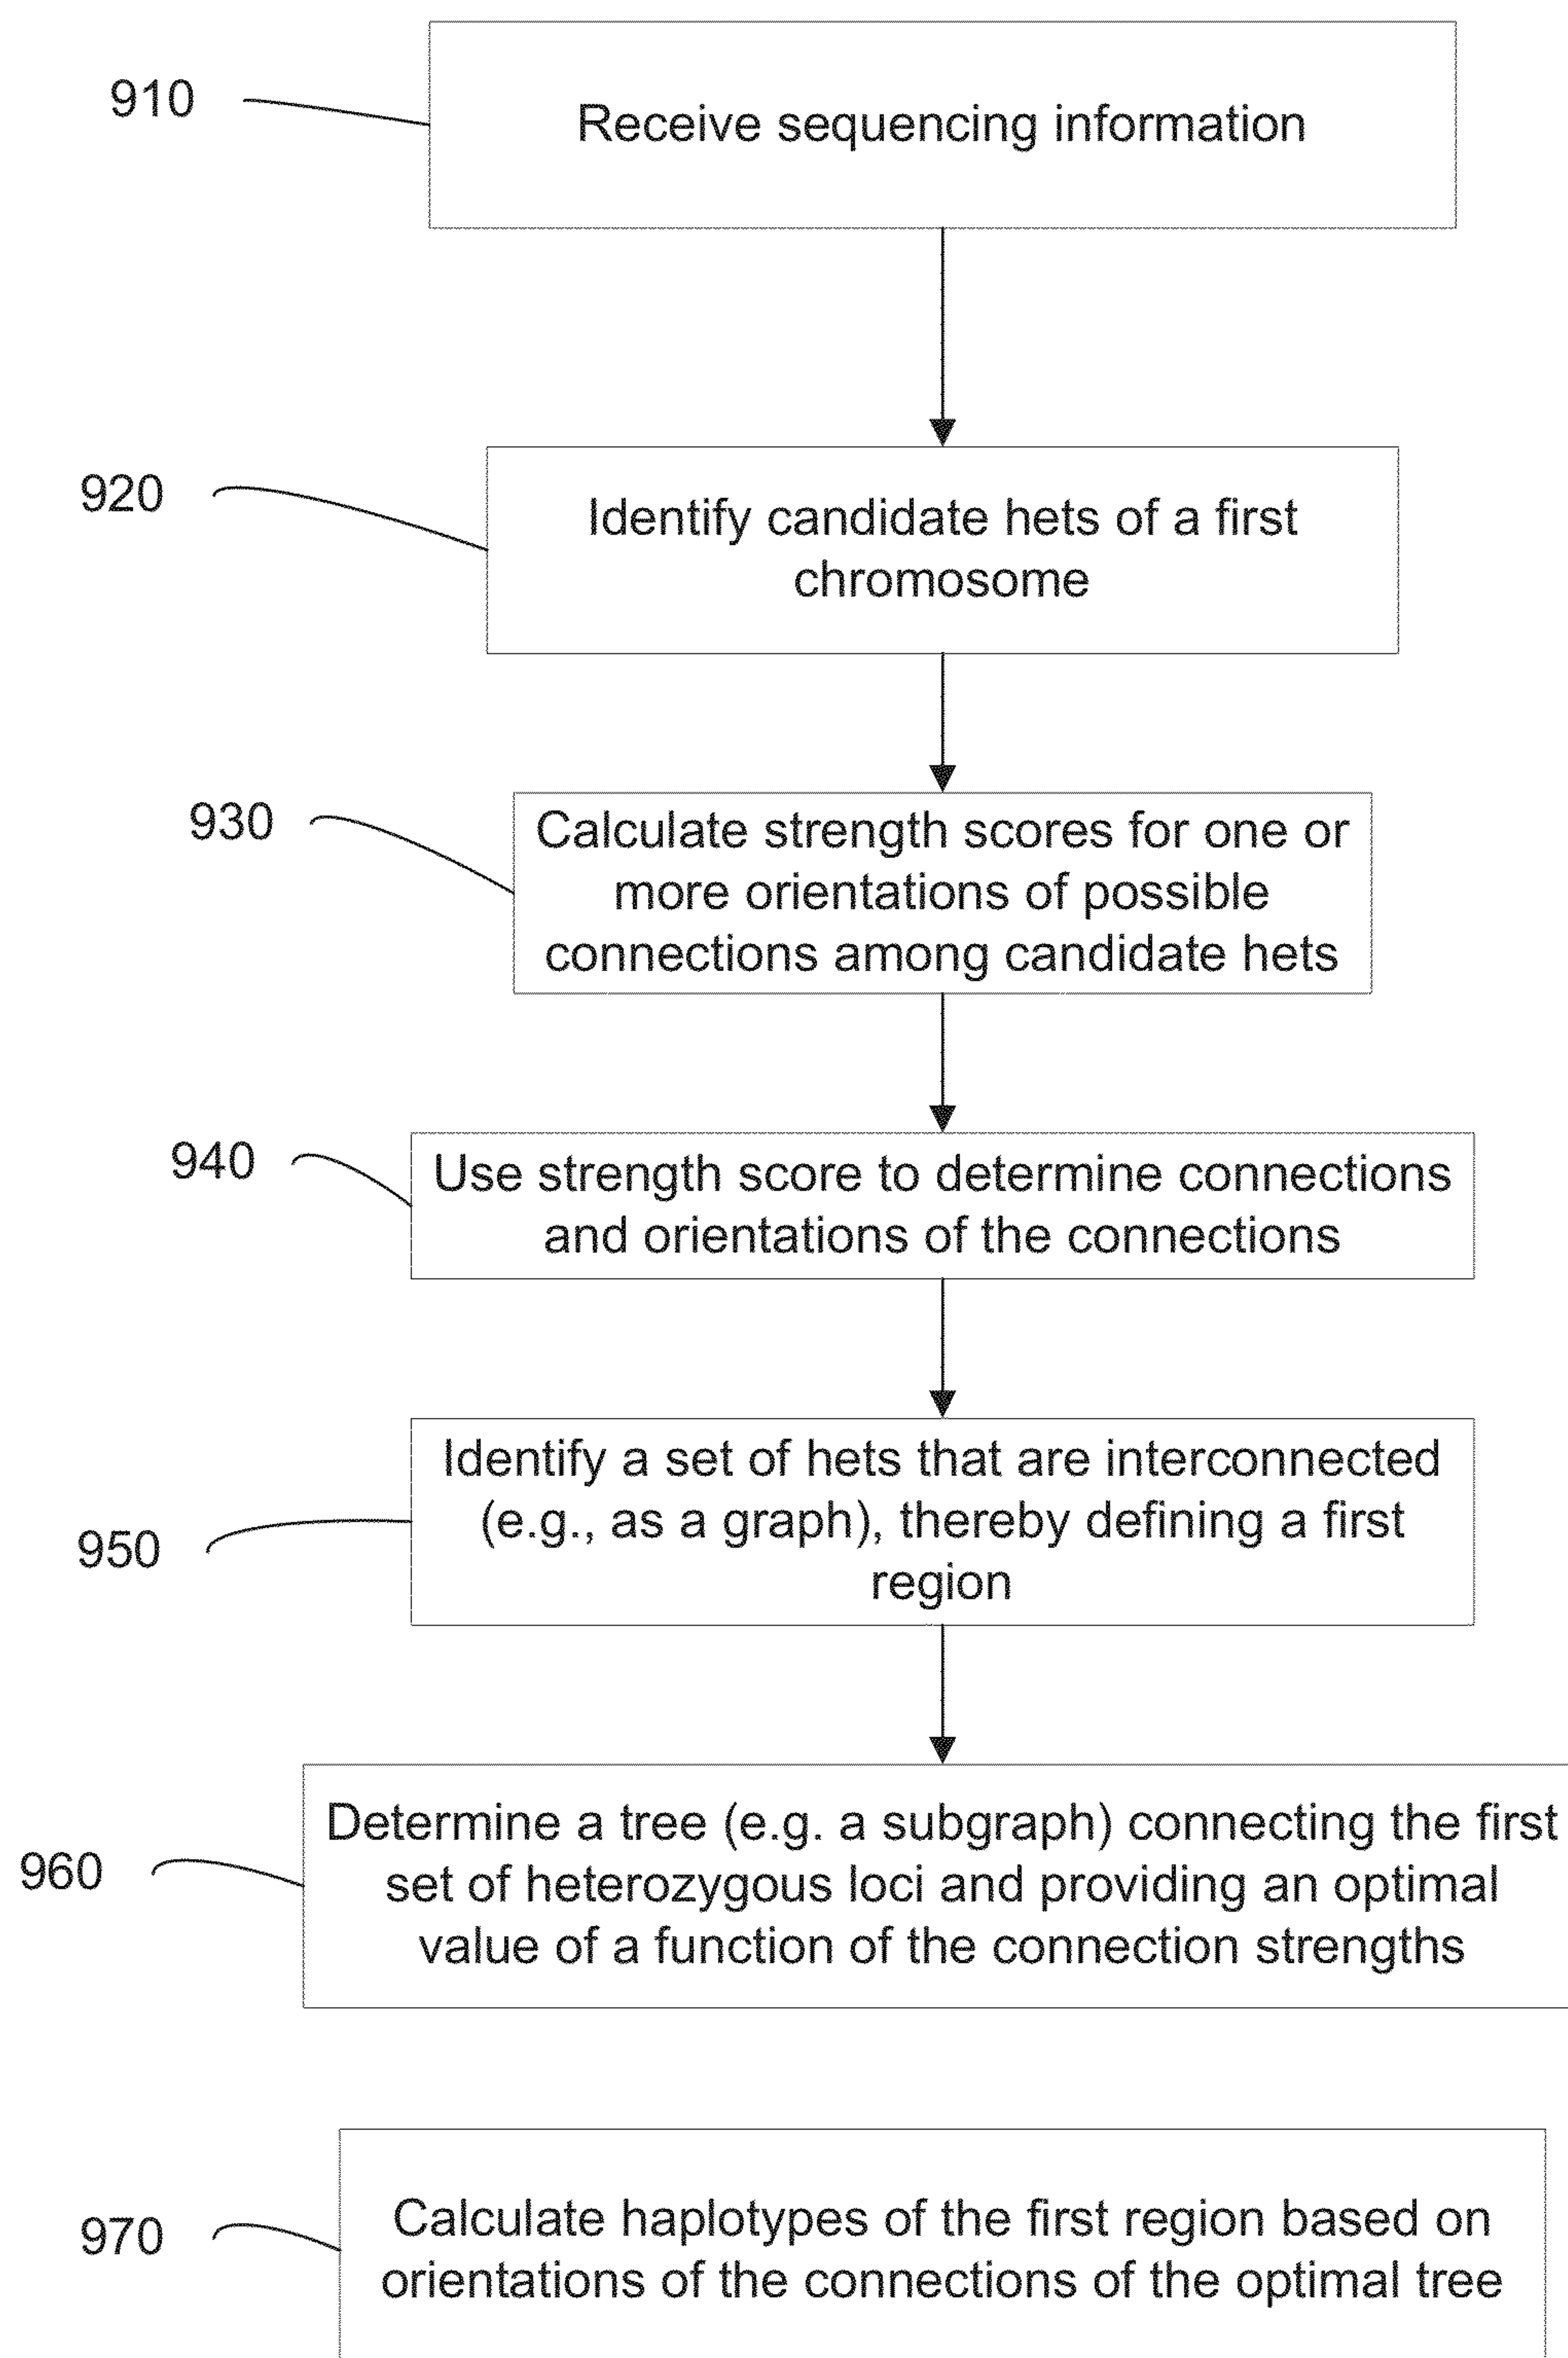 910
Receive sequencing information
920
Identify candidate hets of a first
chromosome
930
Calculate strength scores for one or
more orientations of possible
connections among candidate hets
940
Use strength score to determine connections
and orientations of the connections
950
Identify a set of hets that are interconnected
(e.g., as a graph), thereby defining a first
region
960
Determine a tree (e.g. a subgraph) connecting the first
set of heterozygous loci and providing an optimal
value of a function of the connection strengths
970
Calculate haplotypes of the first region based on
orientations of the connections of the optimal tree